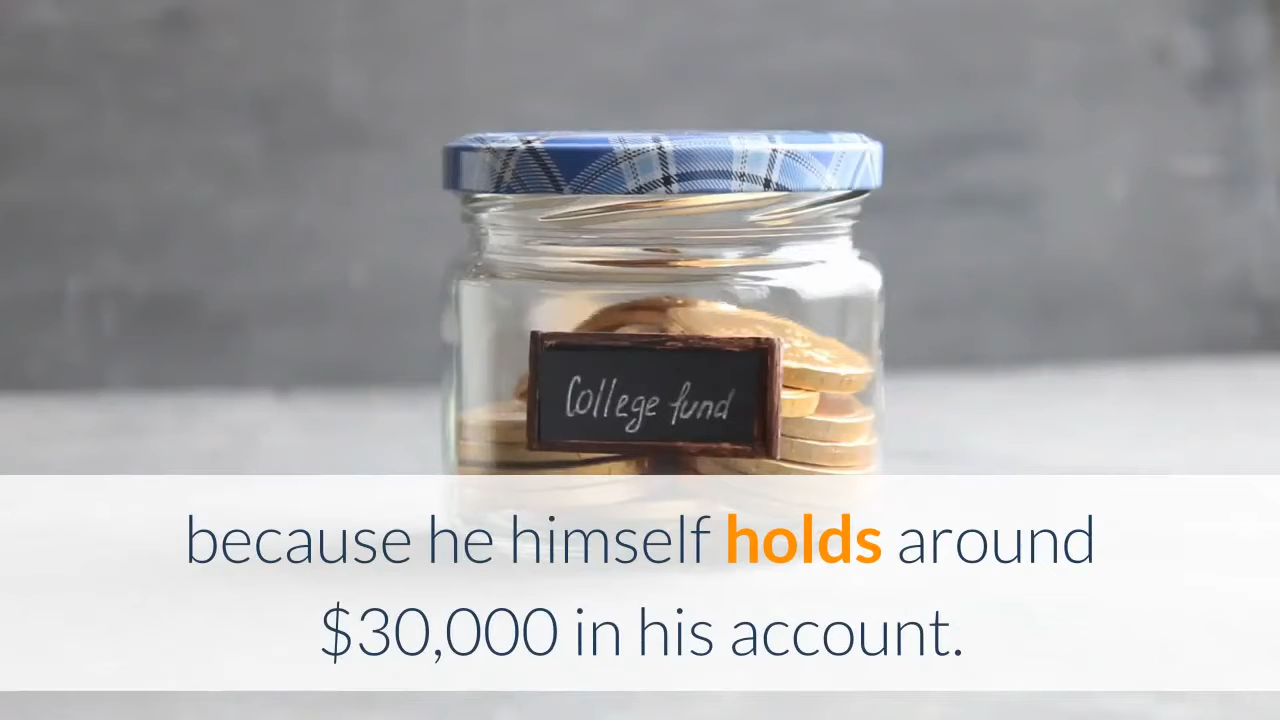 College fund
because he himself holds around
$30,000 in his account.